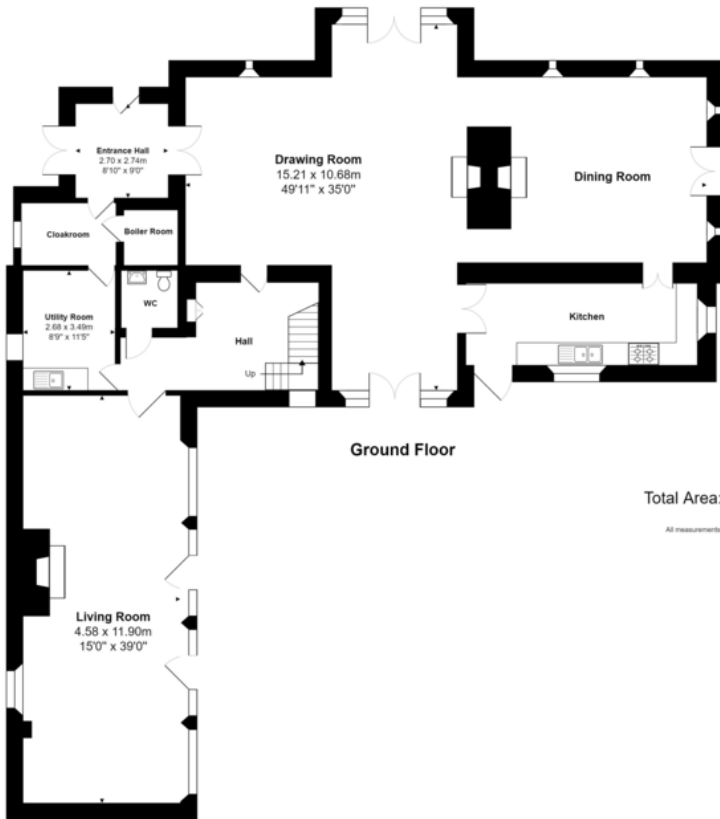 Entrance Hall
2.70 x 2.74m
8'10" x 9'0"
Drawing Room
15.21 x 10.68m
49'11" x 35'0"
Dining Room
Cloakroom
Boiler Room
Utility Room
2.68 x 3.49m
8'9" x 11'5"
WC
Hall
Up
Kitchen
Ground Floor
Total Area:
All measurements
Living Room
4.58 x 11.90m
15'0" x 39'0"